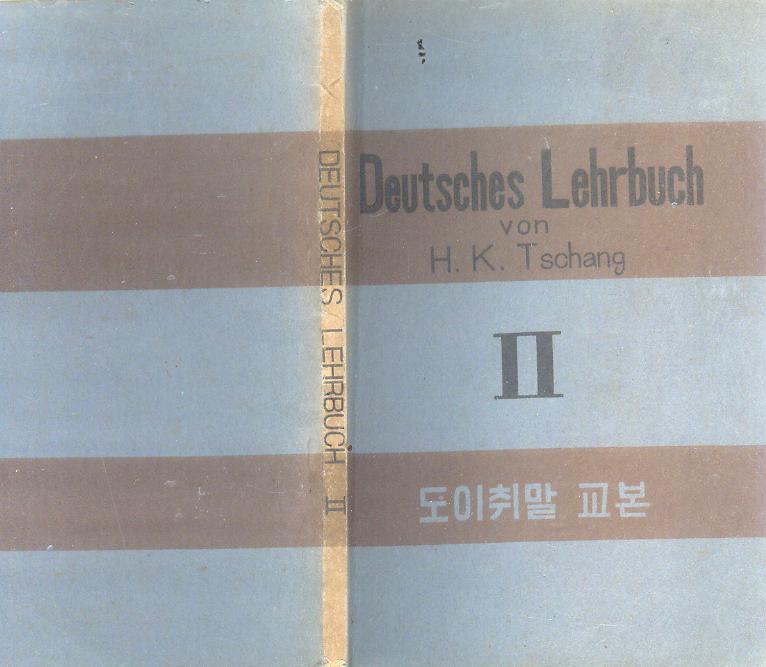 DEUTSCHES LEHRBUCH II
Deutsches Lehrbuch
von
H. K. Tschang
II
도이취말 교본